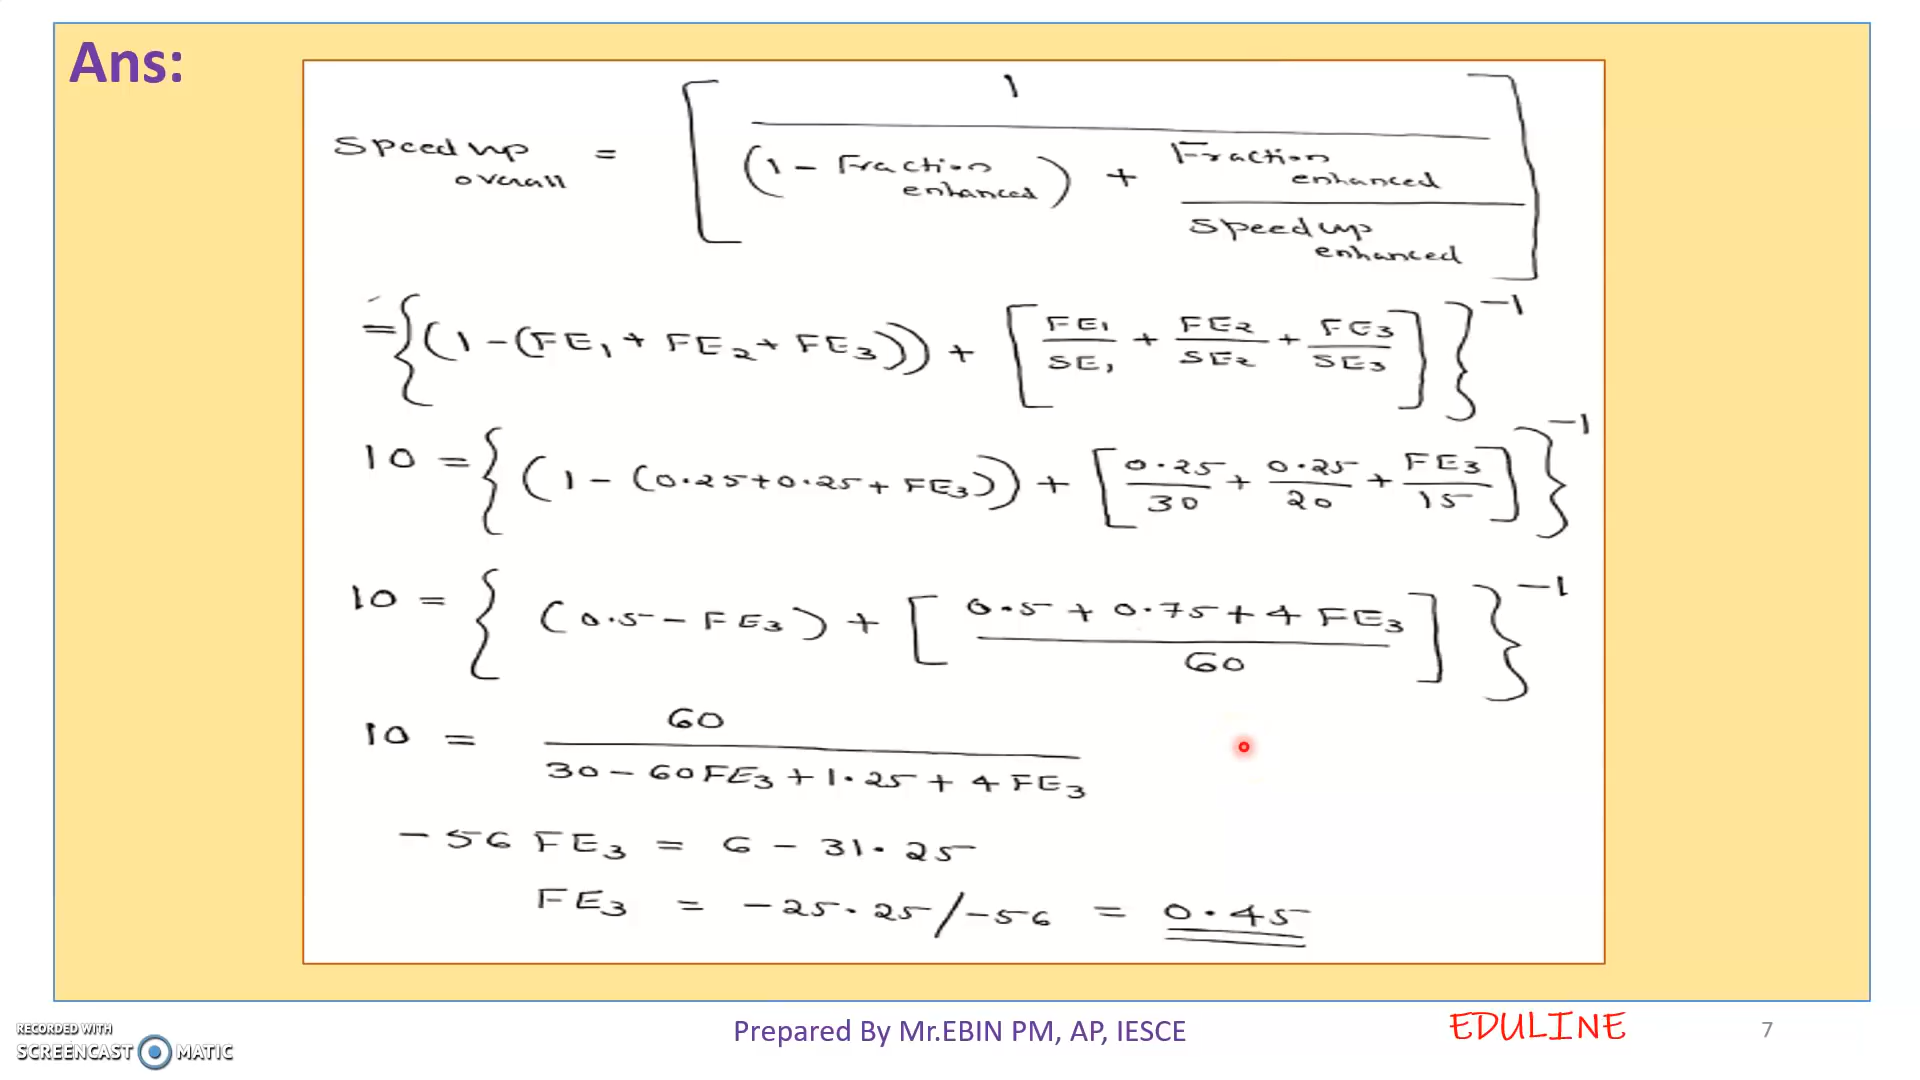 Ans:
Speedup overall = [ 1 / (1 - Fraction enhanced) + Fraction enhanced / Speedup enhanced ]
= { (1 - (FE1 + FE2 + FE3)) + [ FE1/SE1 + FE2/SE2 + FE3/SE3 ] }^-1
10 = { (1 - (0.25+0.25+ FE3)) + [ 0.25/30 + 0.25/20 + FE3/15 ] }^-1
10 = { (0.5 - FE3) + [ 0.5 + 0.75 + 4 FE3 / 60 ] }^-1
10 = 60 / 30 - 60FE3 + 1.25 + 4 FE3
-56 FE3 = 6 - 31.25
FE3 = -25.25/-56 = 0.45
RECORDED WITH
SCREENCAST MATIC
Prepared By Mr.EBIN PM, AP, IESCE
EDULINE
7